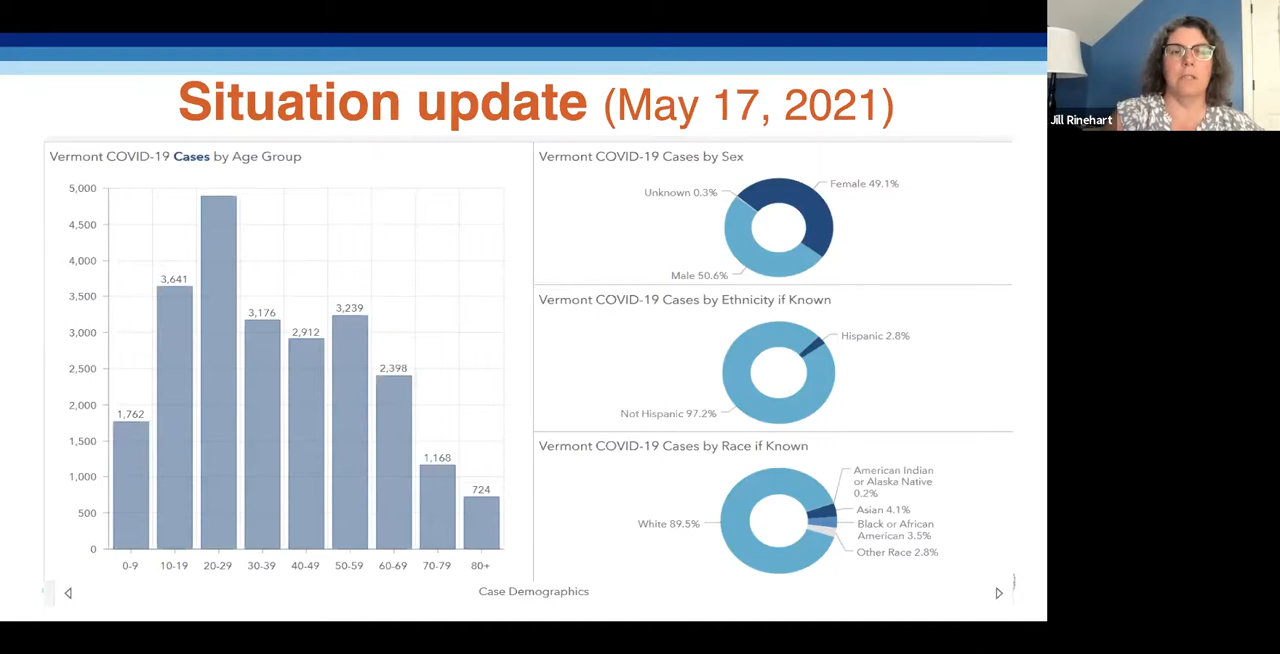 Situation update (May 17, 2021)
Jill Rinehart
Vermont COVID-19 Cases by Age Group
5,000
4,500
4,000
3,500
3,000
2,500
2,000
1,500
1,000
500
0
1,762
3,641
3,176
2,912
3,239
2,398
1,168
724
0-9
10-19
20-29
30-39
40-49
50-59
60-69
70-79
80+
Vermont COVID-19 Cases by Sex
Unknown 0.3%
Female 49.1%
Male 50.6%
Vermont COVID-19 Cases by Ethnicity if Known
Hispanic 2.8%
Not Hispanic 97.2%
Vermont COVID-19 Cases by Race if Known
American Indian
or Alaska Native
0.2%
Asian 4.1%
White 89.5%
Black or African
American 3.5%
Other Race 2.8%
Case Demographics